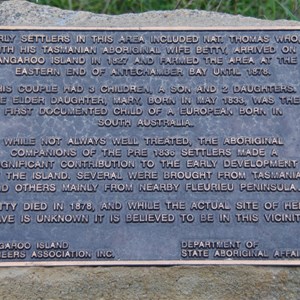 RLY SETTLERS IN THIS AREA, INCLUDED NAT THOMAS WHO
TH HIS TASMANIAN ABORIGINAL WIFE BETTY, ARRIVED ON
ANGAROO ISLAND IN 1827 AND FARMED THE AREA AT THE
EASTERN END OF ANTECHAMBER BAY UNTIL 1878.
HIS COUPLE HAD 3 CHILDREN, A SON AND 2 DAUGHTERS.
E ELDER DAUGHTER, MARY, BORN IN MAY 1833, WAS THE
FIRST DOCUMENTED CHILD OF A EUROPEAN BORN IN
SOUTH AUSTRALIA.
WHILE NOT ALWAYS WELL TREATED, THE ABORIGINAL
COMPANIONS OF THE PRE 1836 SETTLERS MADE A
GNIFICANT CONTRIBUTION TO THE EARLY DEVELOPMENT
THE ISLAND. SEVERAL WERE BROUGHT FROM TASMANIA
D OTHERS MAINLY FROM NEARBY FLEURIEU PENINSULA
TTY DIED IN 1878, AND WHILE THE ACTUAL SITE OF HE
AVE IS UNKNOWN IT IS BELIEVED TO BE IN THIS VICINIT
NGAROO ISLAND
EERS ASSOCIATION INC.
DEPARTMENT OF
STATE ABORIGINAL AFFAI